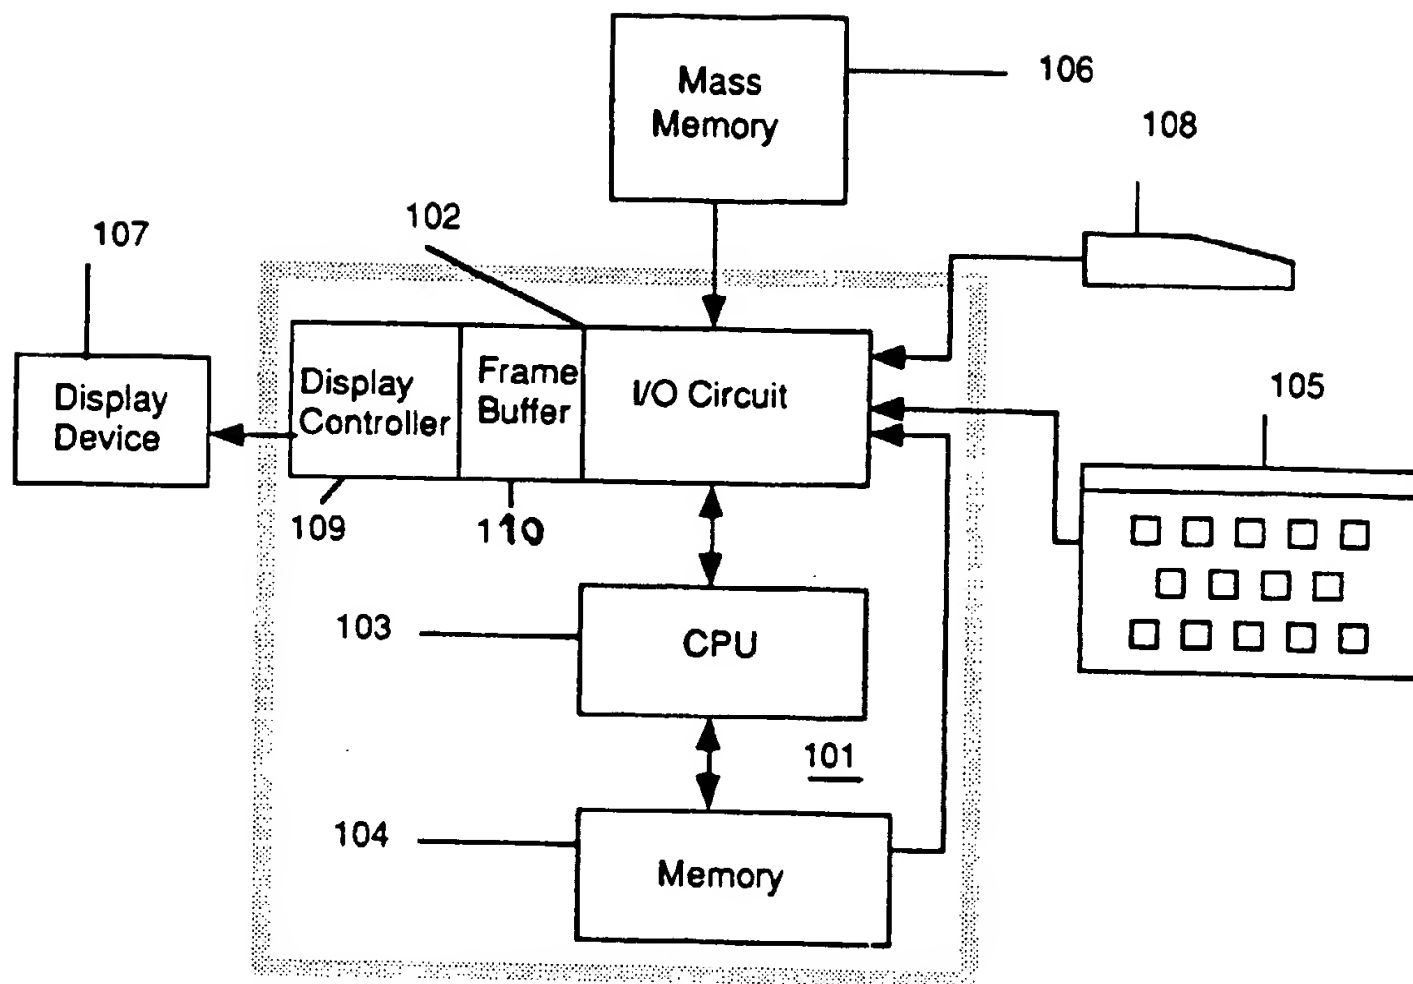 Mass
Memory
106
108
102
107
Display
Device
Display
Controller
Frame
Buffer
I/O Circuit
105
109
110
103
CPU
101
104
Memory